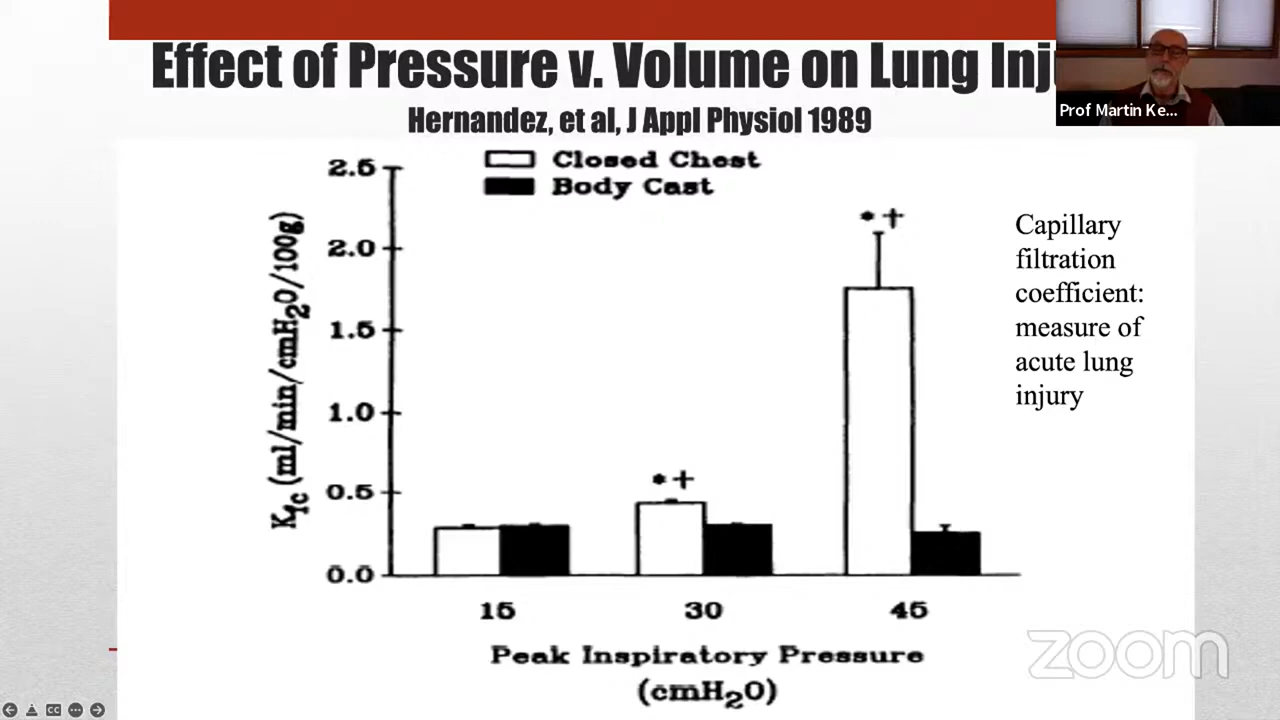 Effect of Pressure v. Volume on Lung Inj
Hernandez, et al, J Appl Physiol 1989
Prof Martin Ke...
Closed Chest
Body Cast
2.5
2.0
1.5
1.0
0.5
0.0
Kfc (ml/min/cmH2O/100g)
*+
*+
15 30 45
Peak Inspiratory Pressure
(cmH2O)
Capillary
filtration
coefficient:
measure of
acute lung
injury
zoom
CC